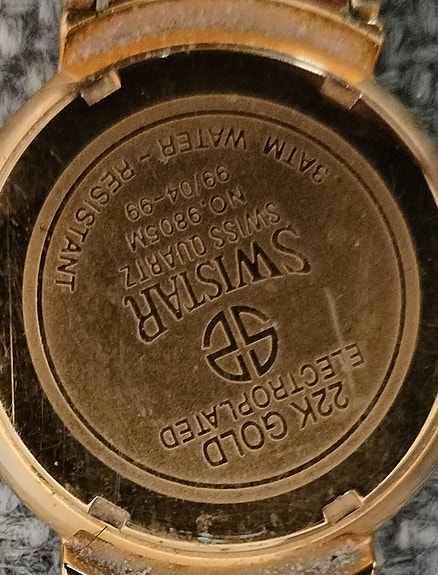 22K GOLD
ELECTROPLATED
SWISTAR
SWISS QUARTZ
NO.9805M
99/04-99
3ATM WATER-RESISTANT